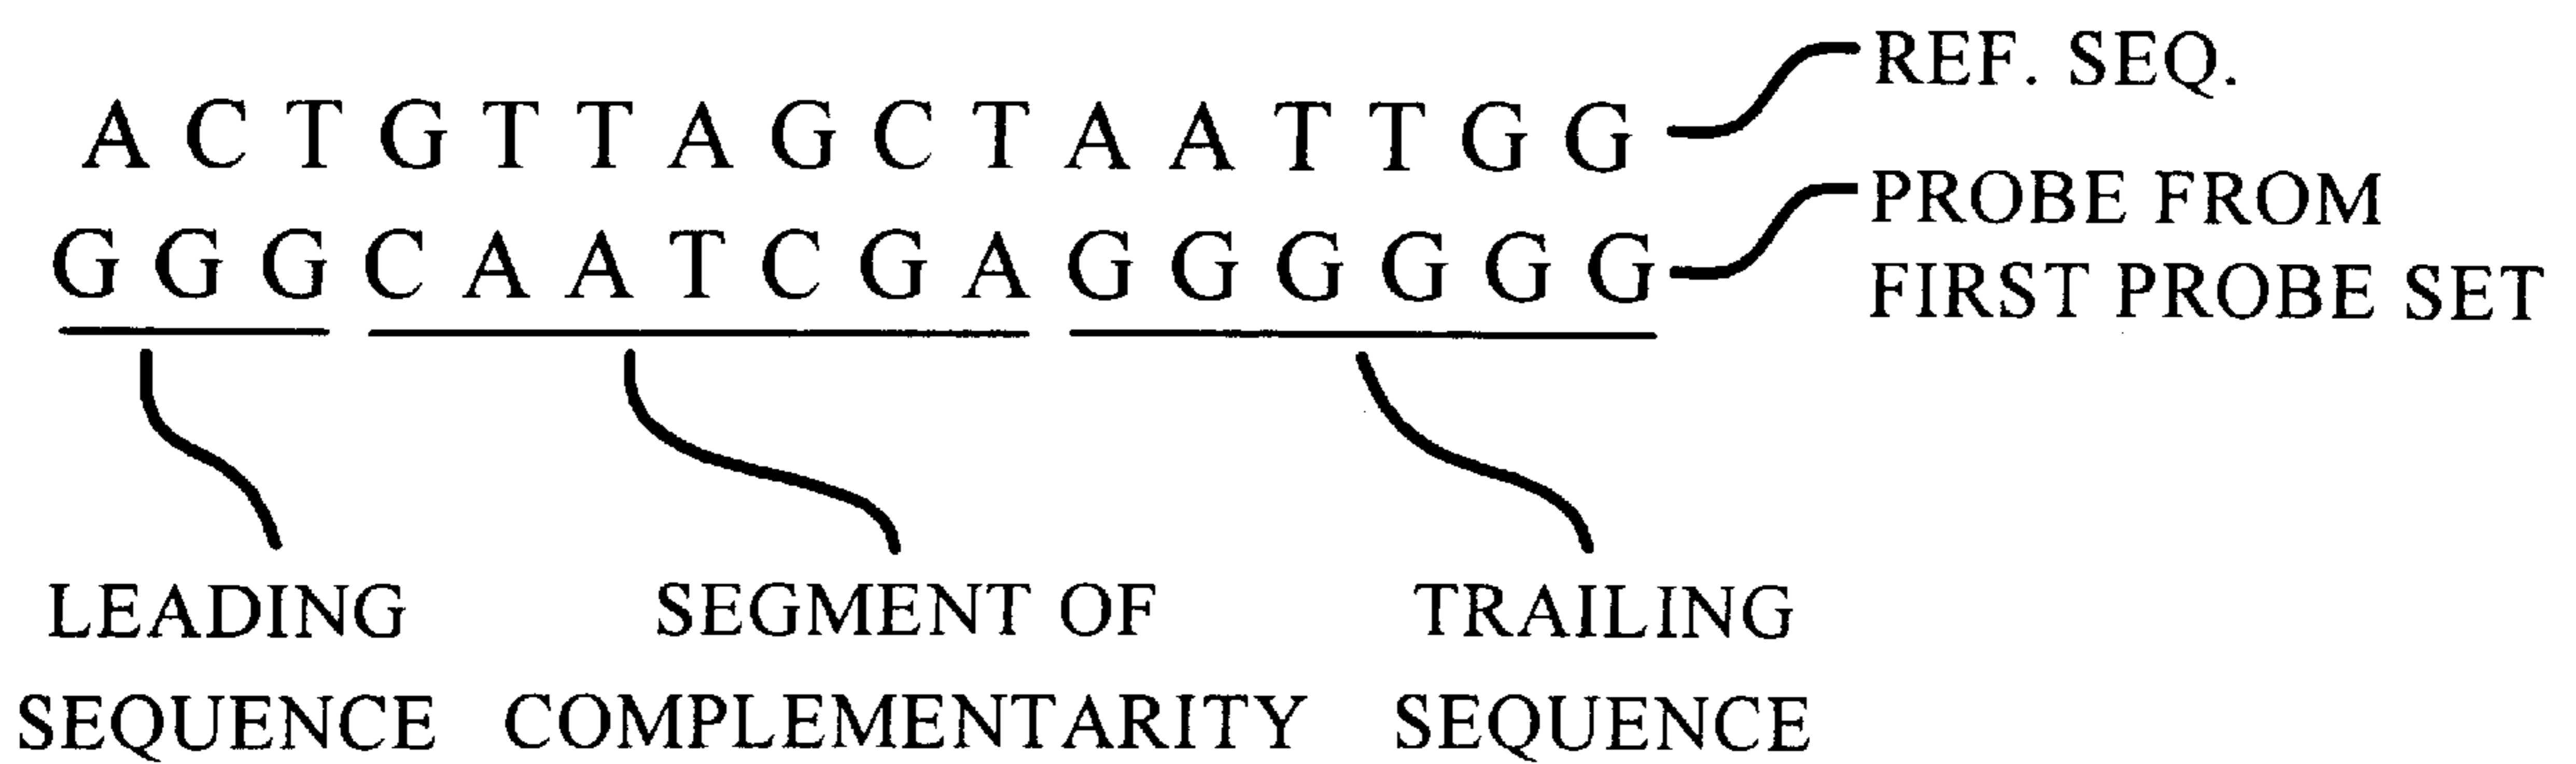 REF. SEQ.
A C T G T T A G C T A A T T G G
PROBE FROM
G G G C A A T C G A G G G G G G
FIRST PROBE SET
LEADING SEGMENT OF TRAILING
SEQUENCE COMPLEMENTARITY SEQUENCE